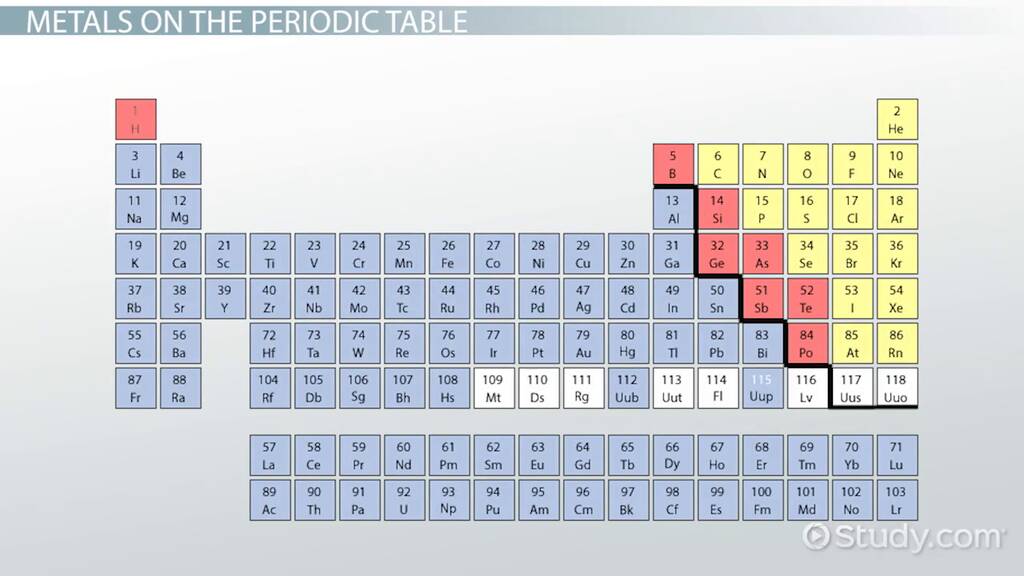 METALS ON THE PERIODIC TABLE
1 2
H He
3 4 5 6 7 8 9 10
Li Be B C N O F Ne
11 12 13 14 15 16 17 18
Na Mg Al Si P S Cl Ar
19 20 21 22 23 24 25 26 27 28 29 30 31 32 33 34 35 36
K Ca Sc Ti V Cr Mn Fe Co Ni Cu Zn Ga Ge As Se Br Kr
37 38 39 40 41 42 43 44 45 46 47 48 49 50 51 52 53 54
Rb Sr Y Zr Nb Mo Tc Ru Rh Pd Ag Cd In Sn Sb Te I Xe
55 56 72 73 74 75 76 77 78 79 80 81 82 83 84 85 86
Cs Ba Hf Ta W Re Os Ir Pt Au Hg Tl Pb Bi Po At Rn
87 88 104 105 106 107 108 109 110 111 112 113 114 115 116 117 118
Fr Ra Rf Db Sg Bh Hs Mt Ds Rg Uub Uut Fl Uup Lv Uus Uuo
57 58 59 60 61 62 63 64 65 66 67 68 69 70 71
La Ce Pr Nd Pm Sm Eu Gd Tb Dy Ho Er Tm Yb Lu
89 90 91 92 93 94 95 96 97 98 99 100 101 102 103
Ac Th Pa U Np Pu Am Cm Bk Cf Es Fm Md No Lr
Study.com